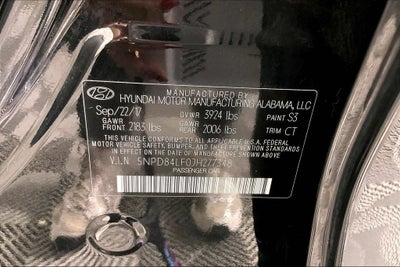 MANUFACTURED BY
HYUNDAI MOTOR MANUFACTURING ALABAMA, LLC
Sep/22/17 GVWR 3924 lbs PAINT S3
GAWR FRONT 2183 lbs GAWR REAR 2006 lbs TRIM CT
THIS VEHICLE CONFORMS TO ALL APPLICABLE U.S.A. FEDERAL
MOTOR VEHICLE SAFETY, BUMPER, AND THEFT PREVENTION STANDARDS
IN EFFECT ON THE DATE OF MANUFACTURE SHOWN ABOVE.
V.I.N. 5NPD84LF0JH277348
PASSENGER CAR